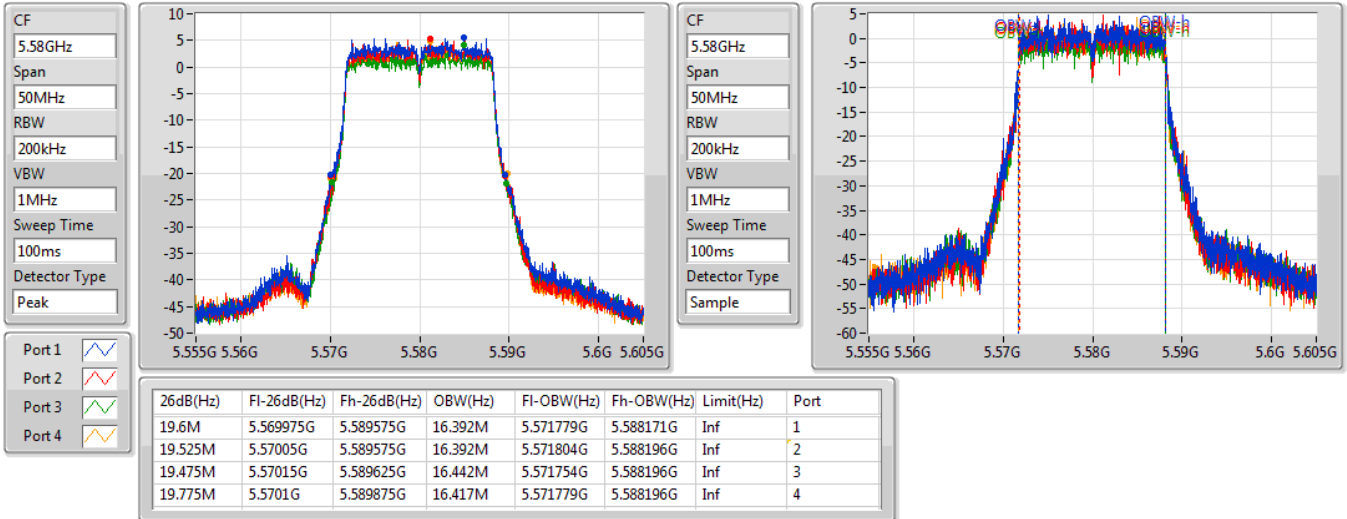 CF
5.58GHz
Span
50MHz
RBW
200kHz
VBW
1MHz
Sweep Time
100ms
Detector Type
Peak
10
5
0
-5
-10
-15
-20
-25
-30
-35
-40
-45
-50
5.555G 5.56G 5.57G 5.58G 5.59G 5.6G 5.605G
CF
5.58GHz
Span
50MHz
RBW
200kHz
VBW
1MHz
Sweep Time
100ms
Detector Type
Sample
5
0
-5
-10
-15
-20
-25
-30
-35
-40
-45
-50
-55
-60
5.555G 5.56G 5.57G 5.58G 5.59G 5.6G 5.605G
Port 1
Port 2
Port 3
Port 4
26dB(Hz) Fl-26dB(Hz) Fh-26dB(Hz) OBW(Hz) Fl-OBW(Hz) Fh-OBW(Hz) Limit(Hz) Port
19.6M 5.569975G 5.589575G 16.392M 5.571779G 5.588171G Inf 1
19.525M 5.57005G 5.589575G 16.392M 5.571804G 5.588196G Inf 2
19.475M 5.57015G 5.589625G 16.442M 5.571754G 5.588196G Inf 3
19.775M 5.5701G 5.589875G 16.417M 5.571779G 5.588196G Inf 4